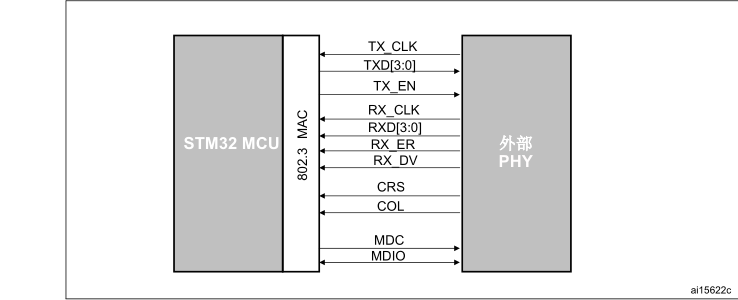 TX_CLK
TXD[3:0]
TX_EN
RX_CLK
RXD[3:0]
RX_ER
RX_DV
CRS
COL
MDC
MDIO
STM32 MCU
802.3 MAC
外部
PHY
ai15622c